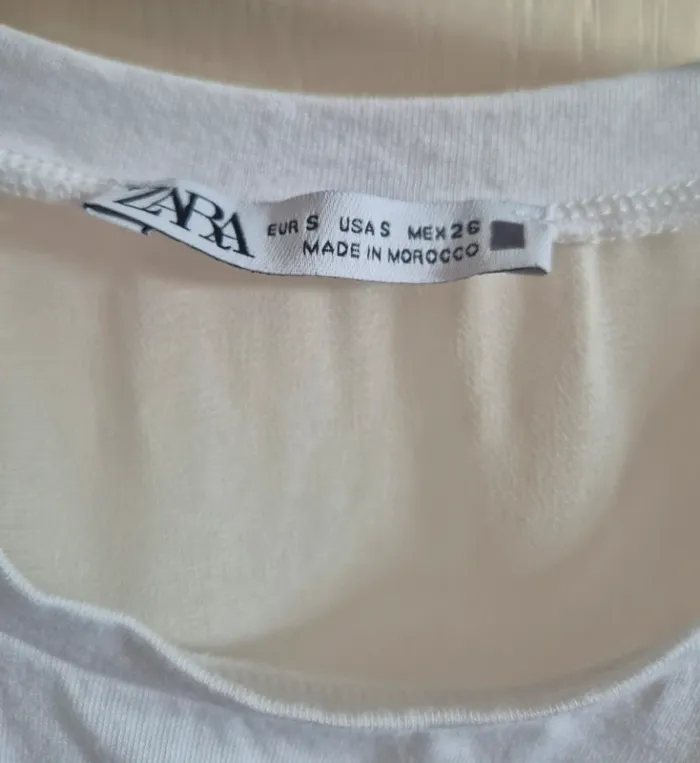 ZARA
EUR S USA S MEX 26
MADE IN MOROCCO